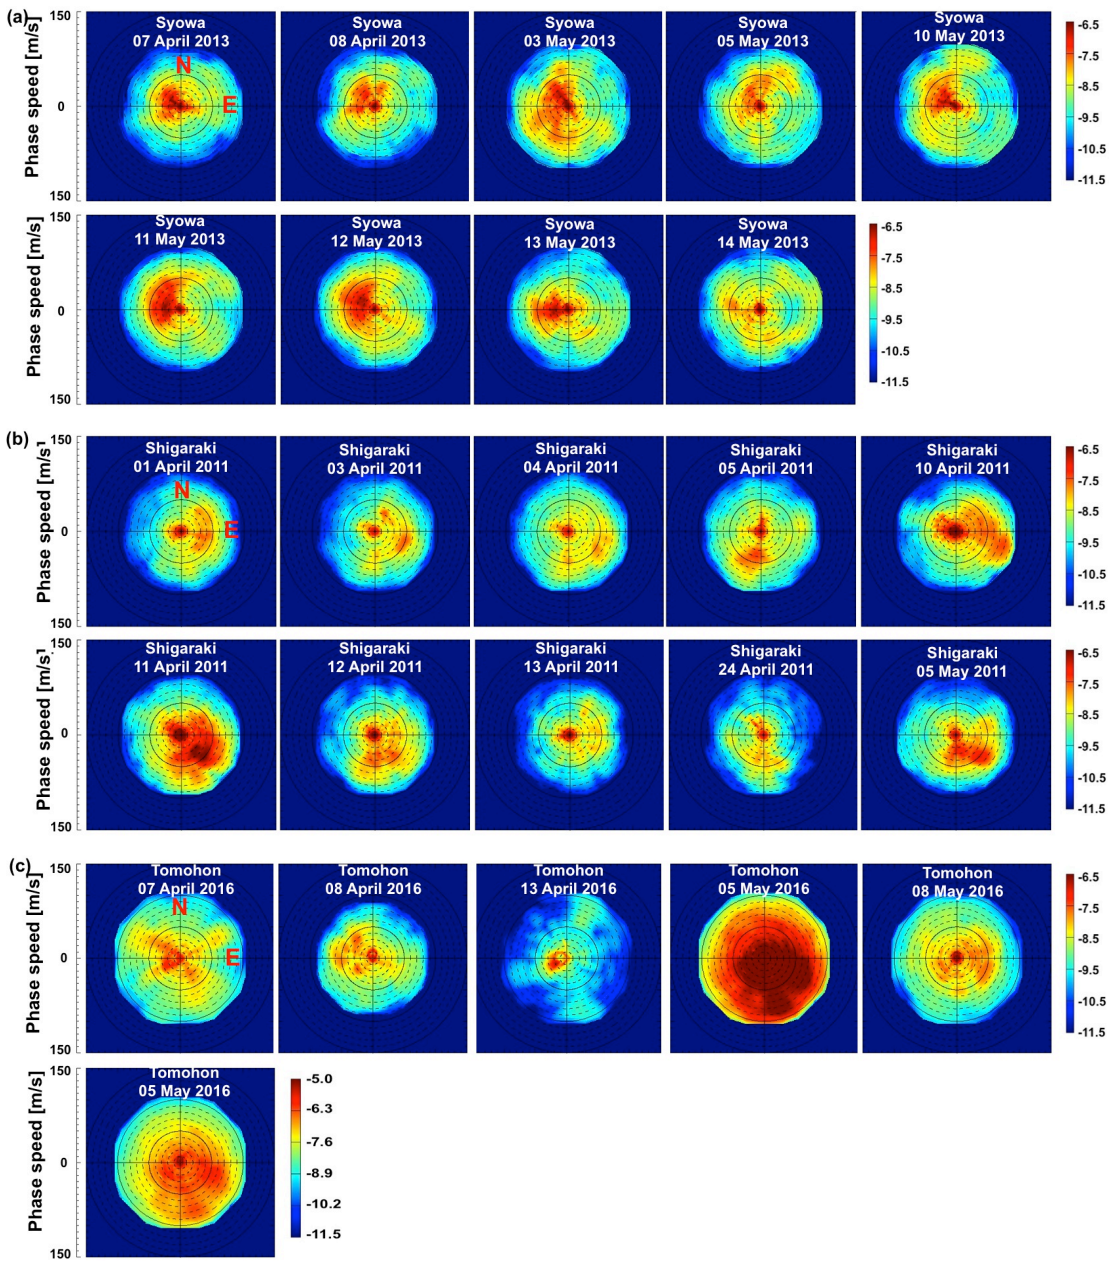 (a)
150
0
150
Phase speed [m/s]
Syowa
07 April 2013
N
E
Syowa
08 April 2013
Syowa
03 May 2013
Syowa
05 May 2013
Syowa
10 May 2013
-6.5
-7.5
-8.5
-9.5
-10.5
-11.5
150
0
150
Phase speed [m/s]
Syowa
11 May 2013
Syowa
12 May 2013
Syowa
13 May 2013
Syowa
14 May 2013
-6.5
-7.5
-8.5
-9.5
-10.5
-11.5
(b)
150
0
150
Phase speed [m/s]
Shigaraki
01 April 2011
N
E
Shigaraki
03 April 2011
Shigaraki
04 April 2011
Shigaraki
05 April 2011
Shigaraki
10 April 2011
-6.5
-7.5
-8.5
-9.5
-10.5
-11.5
150
0
150
Phase speed [m/s]
Shigaraki
11 April 2011
Shigaraki
12 April 2011
Shigaraki
13 April 2011
Shigaraki
24 April 2011
Shigaraki
05 May 2011
-6.5
-7.5
-8.5
-9.5
-10.5
-11.5
(c)
150
0
150
Phase speed [m/s]
Tomohon
07 April 2016
N
E
Tomohon
08 April 2016
Tomohon
13 April 2016
Tomohon
05 May 2016
Tomohon
08 May 2016
-6.5
-7.5
-8.5
-9.5
-10.5
-11.5
150
0
150
Phase speed [m/s]
Tomohon
05 May 2016
-5.0
-6.3
-7.6
-8.9
-10.2
-11.5